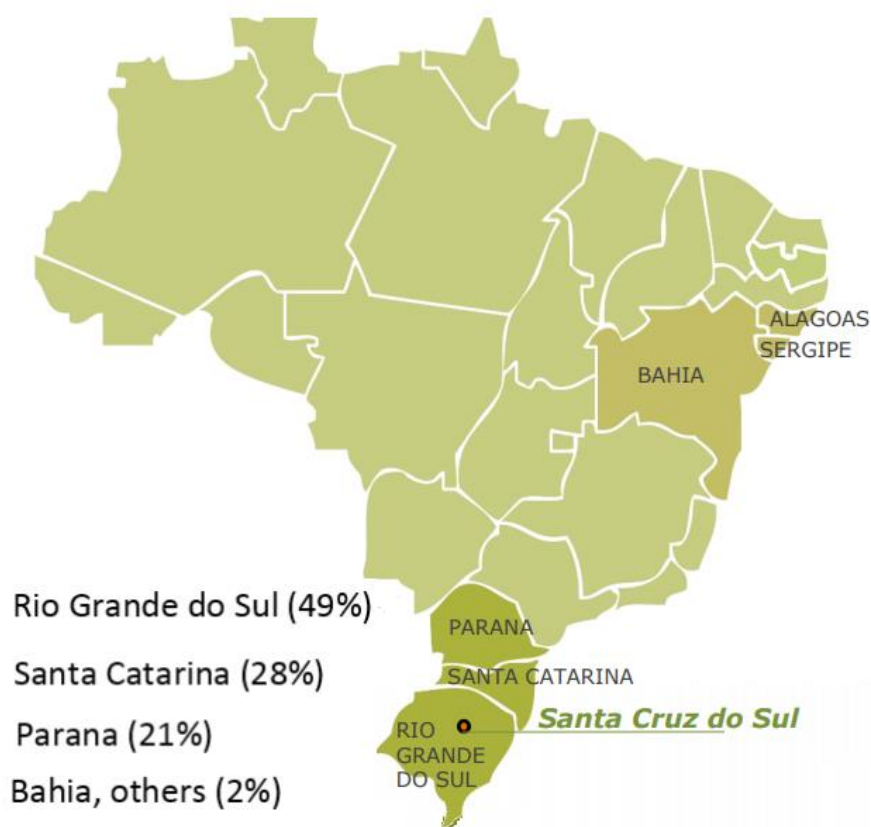 ALAGOAS
SERGIPE
BAHIA
Rio Grande do Sul (49%)
PARANA
Santa Catarina (28%)
SANTA CATARINA
Santa Cruz do Sul
Parana (21%)
RIO
GRANDE
DO SUL
Bahia, others (2%)